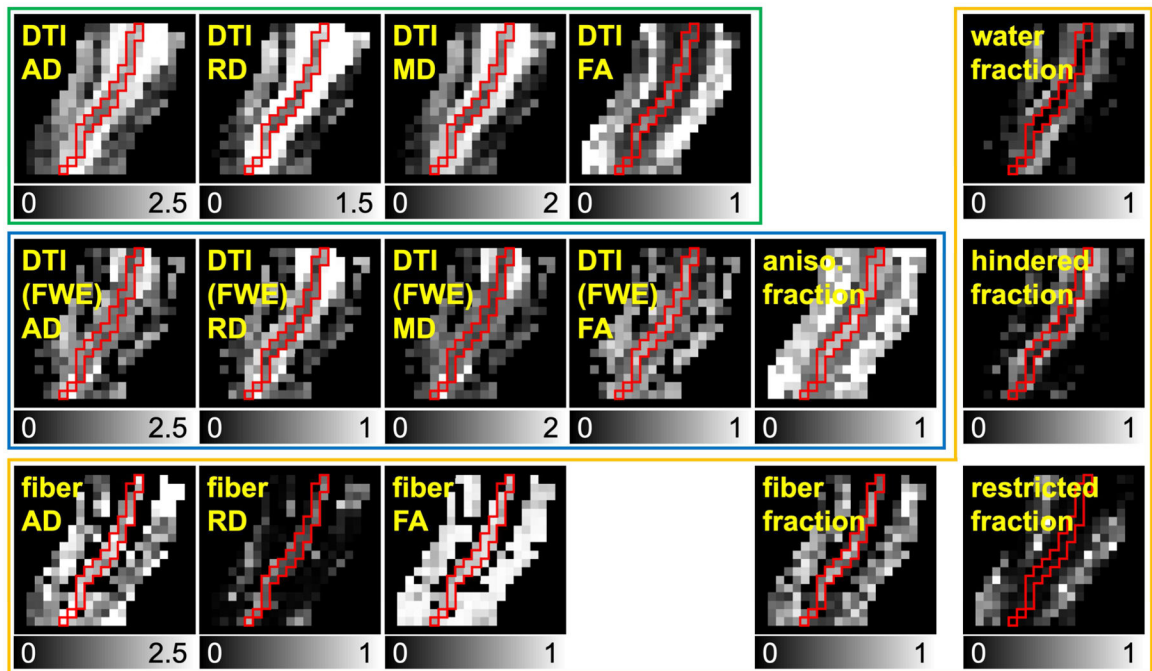 DTI
AD
0 2.5
DTI
RD
0 1.5
DTI
MD
0 2
DTI
FA
0 1
water
fraction
0 1
DTI
(FWE)
AD
0 2.5
DTI
(FWE)
RD
0 1
DTI
(FWE)
MD
0 2
DTI
(FWE)
FA
0 1
aniso.
fraction
0 1
hindered
fraction
0 1
fiber
AD
0 2.5
fiber
RD
0 1
fiber
FA
0 1
fiber
fraction
0 1
restricted
fraction
0 1